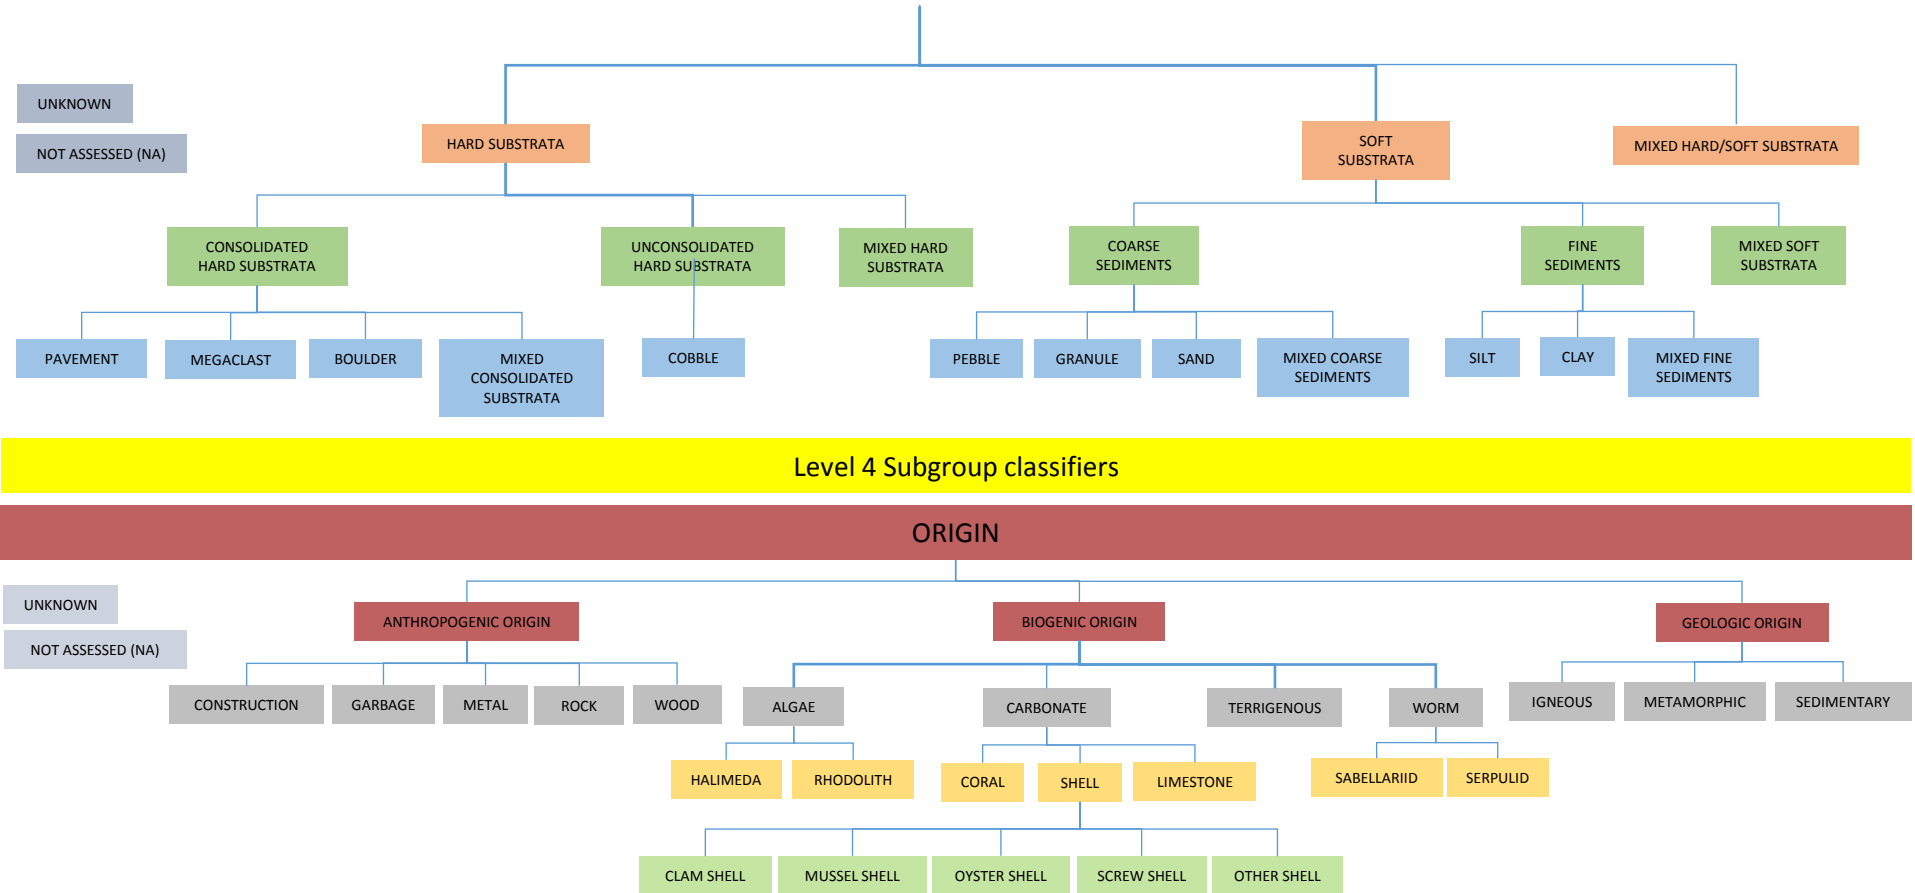 UNKNOWN
NOT ASSESSED (NA)
HARD SUBSTRATA
SOFT
SUBSTRATA
MIXED HARD/SOFT SUBSTRATA
CONSOLIDATED
HARD SUBSTRATA
UNCONSOLIDATED
HARD SUBSTRATA
MIXED HARD
SUBSTRATA
COARSE
SEDIMENTS
FINE
SEDIMENTS
MIXED SOFT
SUBSTRATA
PAVEMENT
MEGACLAST
BOULDER
MIXED
CONSOLIDATED
SUBSTRATA
COBBLE
PEBBLE
GRANULE
SAND
MIXED COARSE
SEDIMENTS
SILT
CLAY
MIXED FINE
SEDIMENTS
Level 4 Subgroup classifiers
ORIGIN
UNKNOWN
NOT ASSESSED (NA)
ANTHROPOGENIC ORIGIN
BIOGENIC ORIGIN
GEOLOGIC ORIGIN
CONSTRUCTION
GARBAGE
METAL
ROCK
WOOD
ALGAE
CARBONATE
TERRIGENOUS
WORM
IGNEOUS
METAMORPHIC
SEDIMENTARY
HALIMEDA
RHODOLITH
CORAL
SHELL
LIMESTONE
SABELLARIID
SERPULID
CLAM SHELL
MUSSEL SHELL
OYSTER SHELL
SCREW SHELL
OTHER SHELL